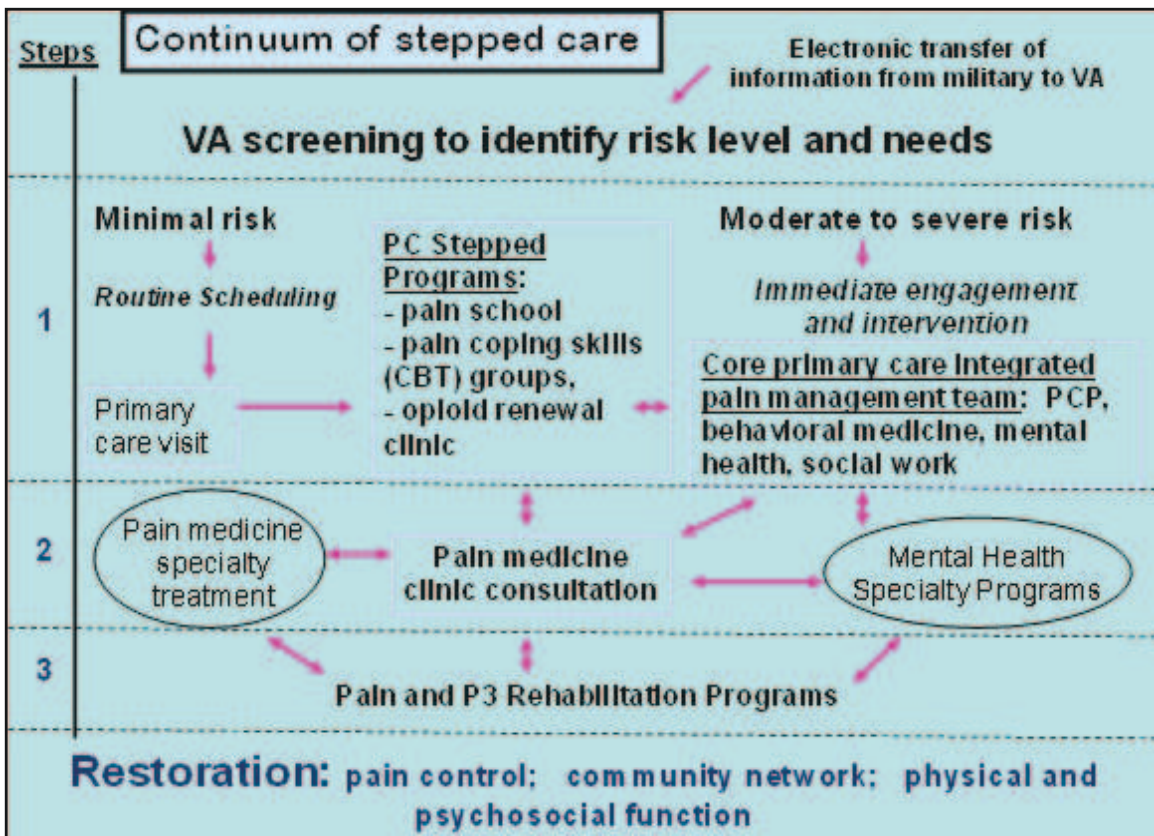 Steps
Continuum of stepped care
Electronic transfer of
information from military to VA
VA screening to identify risk level and needs
1
Minimal risk
Routine Scheduling
Primary
care visit
PC Stepped
Programs:
- pain school
- pain coping skills
(CBT) groups,
- opioid renewal
clinic
Moderate to severe risk
Immediate engagement
and intervention
Core primary care integrated
pain management team: PCP,
behavioral medicine, mental
health, social work
2
Pain medicine
specialty
treatment
Pain medicine
clinic consultation
Mental Health
Specialty Programs
3
Pain and P3 Rehabilitation Programs
Restoration: pain control; community network; physical and
psychosocial function